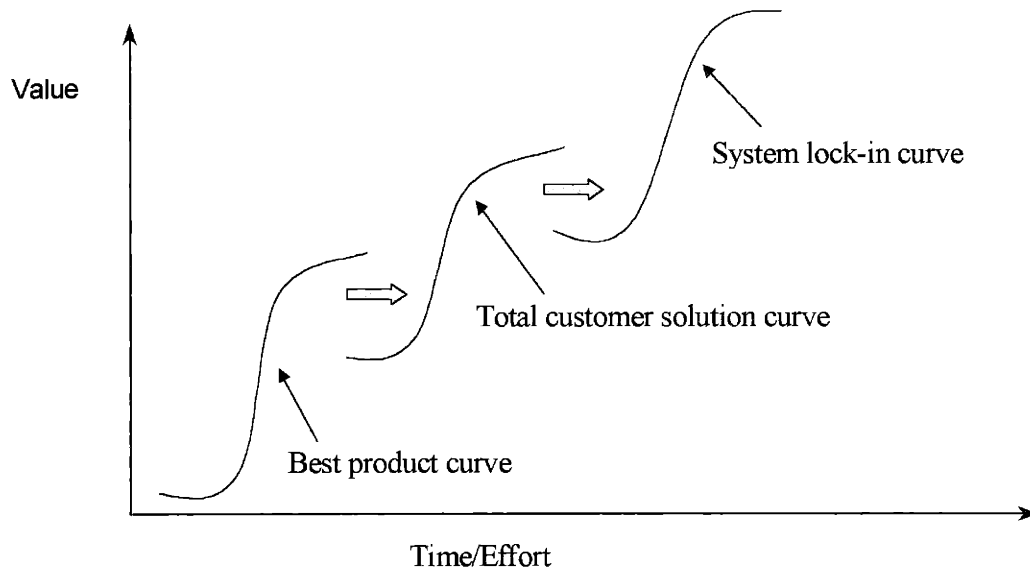 Value
System lock-in curve
Total customer solution curve
Best product curve
Time/Effort